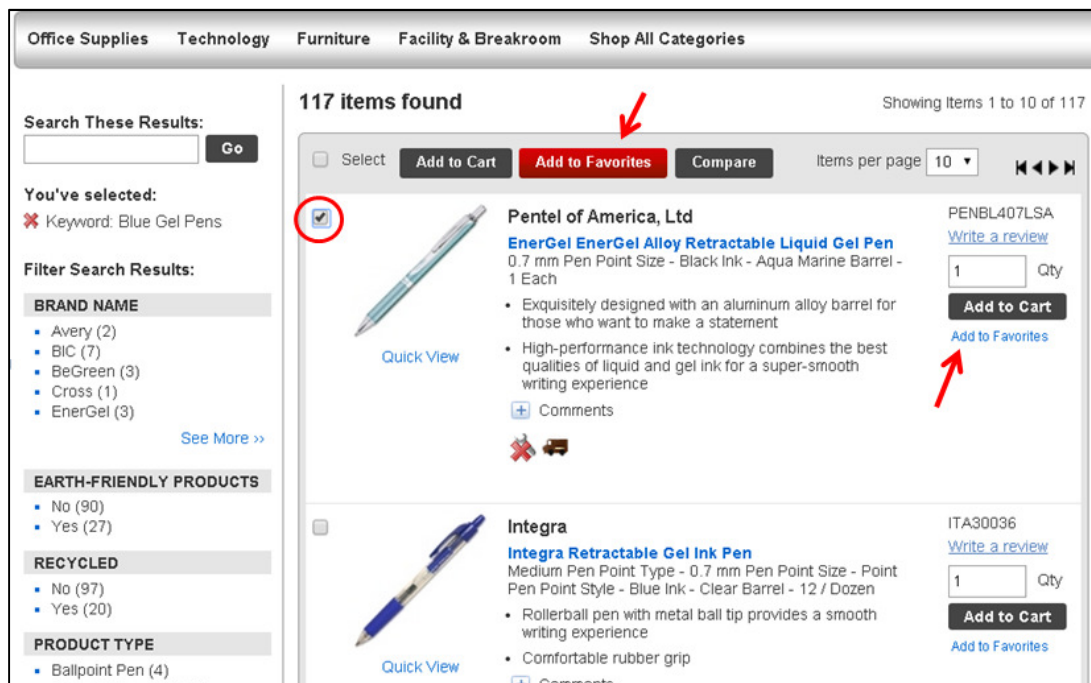 Office Supplies Technology Furniture Facility & Breakroom Shop All Categories
Search These Results:
Go
You've selected:
Keyword: Blue Gel Pens
Filter Search Results:
BRAND NAME
Avery (2)
BIC (7)
BeGreen (3)
Cross (1)
EnerGel (3)
See More ››
EARTH-FRIENDLY PRODUCTS
No (90)
Yes (27)
RECYCLED
No (97)
Yes (20)
PRODUCT TYPE
Ballpoint Pen (4)
117 items found
Showing Items 1 to 10 of 117
Select Add to Cart Add to Favorites Compare Items per page 10
Pentel of America, Ltd
EnerGel EnerGel Alloy Retractable Liquid Gel Pen
0.7 mm Pen Point Size - Black Ink - Aqua Marine Barrel -
1 Each
• Exquisitely designed with an aluminum alloy barrel for
those who want to make a statement
• High-performance ink technology combines the best
qualities of liquid and gel ink for a super-smooth
writing experience
Comments
Quick View
PENBL407LSA
Write a review
1 Qty
Add to Cart
Add to Favorites
Integra
Integra Retractable Gel Ink Pen
Medium Pen Point Type - 0.7 mm Pen Point Size - Point
Pen Point Style - Blue Ink - Clear Barrel - 12 / Dozen
• Rollerball pen with metal ball tip provides a smooth
writing experience
• Comfortable rubber grip
Comments
Quick View
ITA30036
Write a review
1 Qty
Add to Cart
Add to Favorites